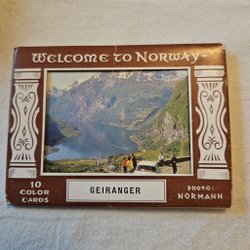 WELCOME TO NORWAY-
GEIRANGER
10
COLOR
CARDS
PHOTO:
NORMANN